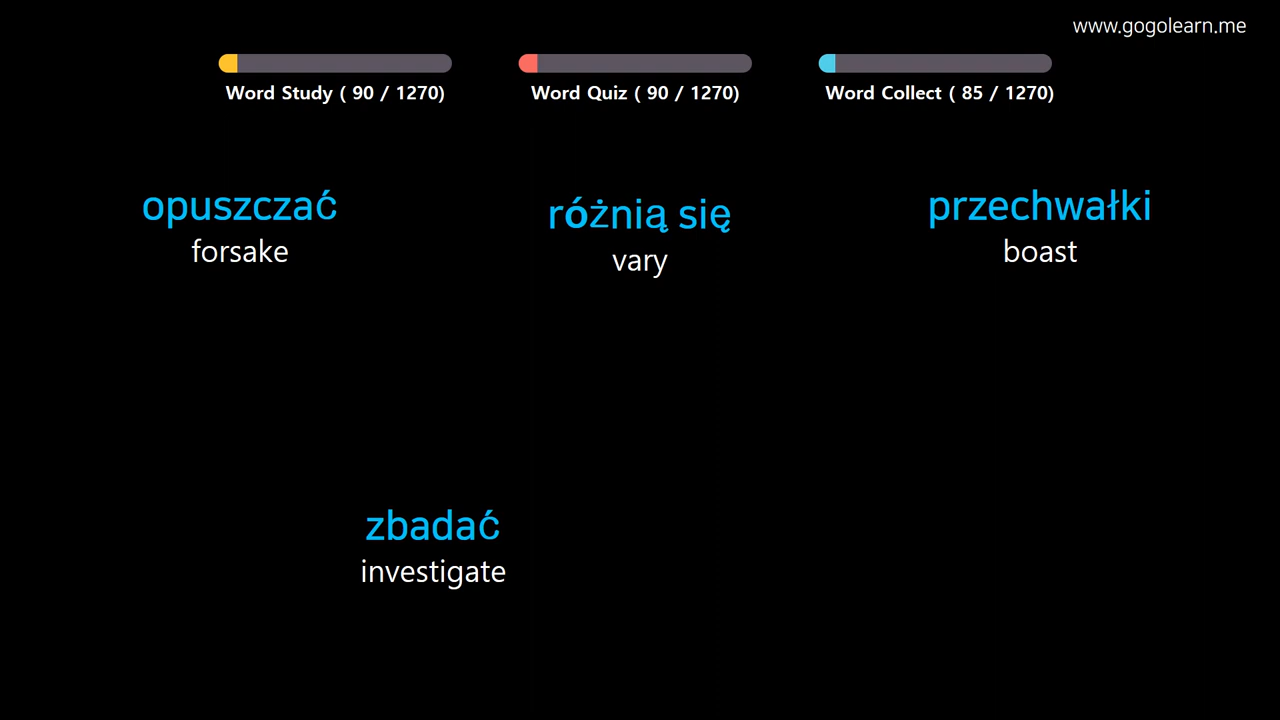 www.gogolearn.me
Word Study ( 90 / 1270)
Word Quiz ( 90 / 1270)
Word Collect ( 85 / 1270)
opuszczać
forsake
różnią się
vary
przechwałki
boast
zbadać
investigate